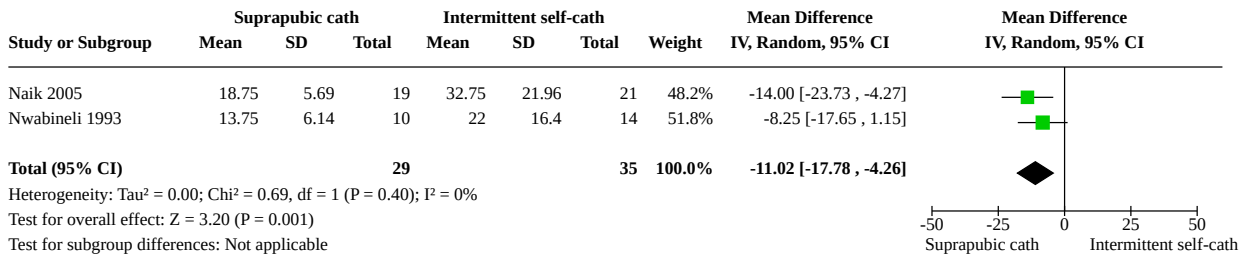 Suprapubic cath Intermittent self-cath Mean Difference Mean Difference
Study or Subgroup Mean SD Total Mean SD Total Weight IV, Random, 95% CI IV, Random, 95% CI
Naik 2005 18.75 5.69 19 32.75 21.96 21 48.2% -14.00 [-23.73 , -4.27]
Nwabineli 1993 13.75 6.14 10 22 16.4 14 51.8% -8.25 [-17.65 , 1.15]
Total (95% CI) 29 35 100.0% -11.02 [-17.78 , -4.26]
Heterogeneity: Tau² = 0.00; Chi² = 0.69, df = 1 (P = 0.40); I² = 0%
Test for overall effect: Z = 3.20 (P = 0.001)
-50 -25 0 25 50
Test for subgroup differences: Not applicable
Suprapubic cath Intermittent self-cath